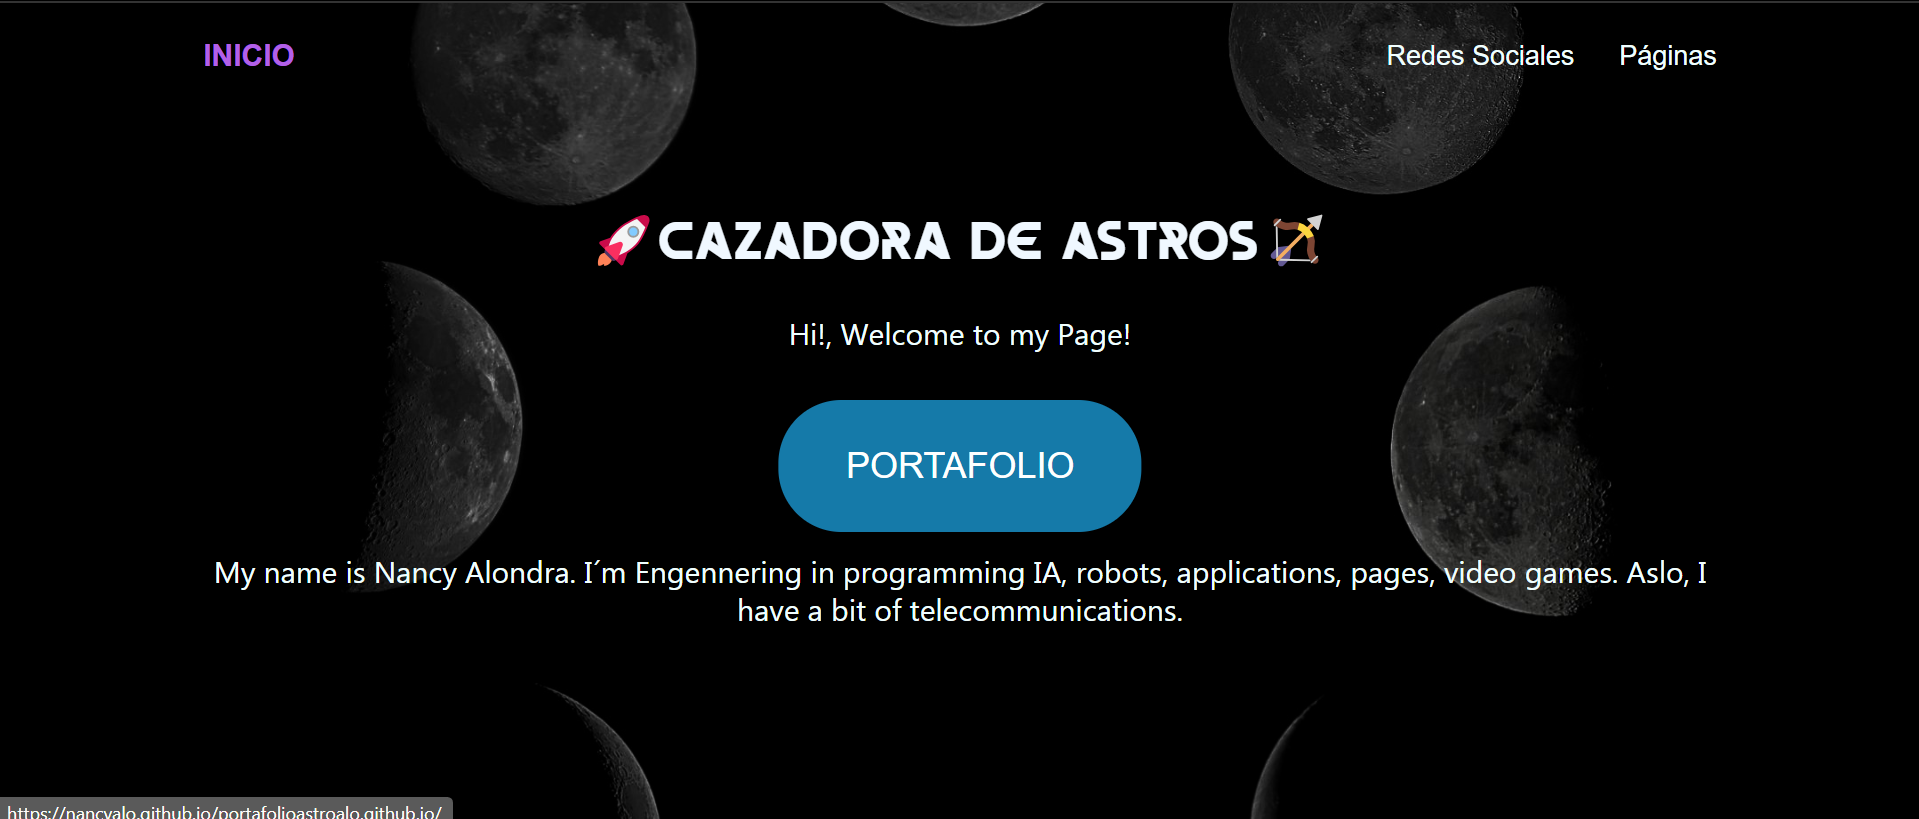 INICIO
Redes Sociales
Páginas
🚀CAZADORA DE ASTROS🏹
Hi!, Welcome to my Page!
PORTAFOLIO
My name is Nancy Alondra. I´m Engennering in programming IA, robots, applications, pages, video games. Aslo, I
have a bit of telecommunications.
https://nancyalo.github.io/portafolioastroalo.github.io/